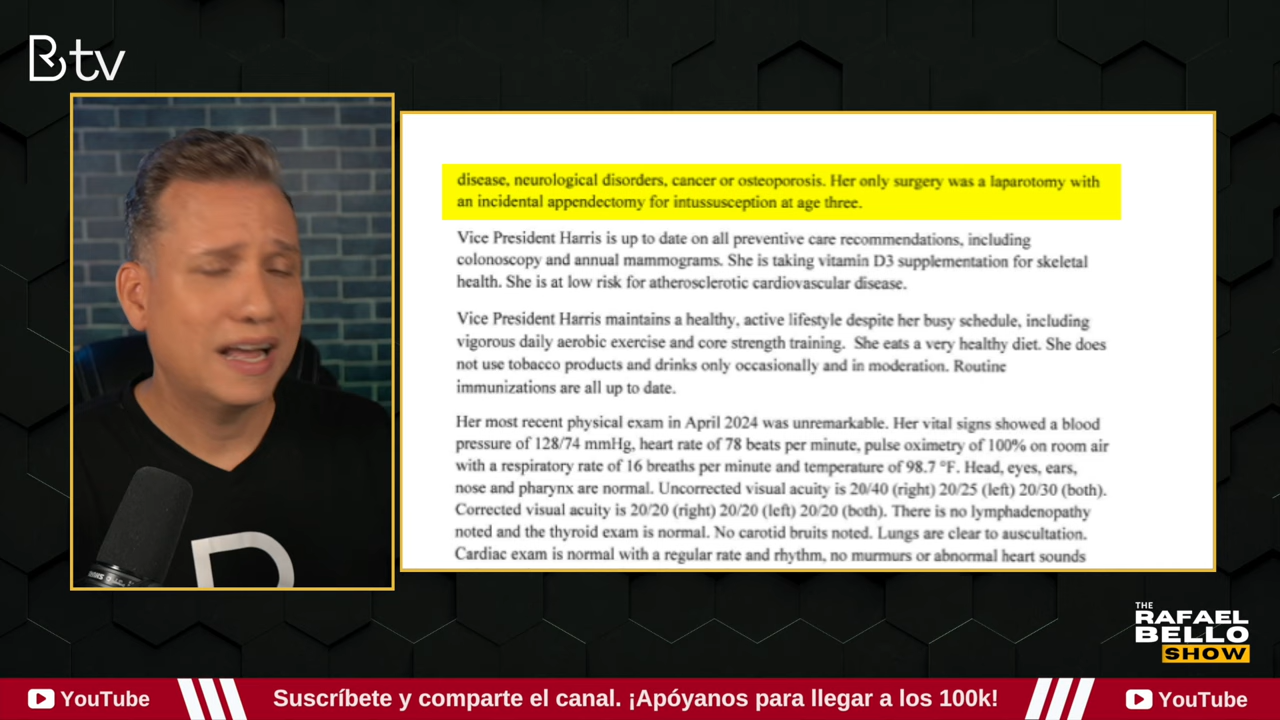 Btv
disease, neurological disorders, cancer or osteoporosis. Her only surgery was a laparotomy with
an incidental appendectomy for intussusception at age three.
Vice President Harris is up to date on all preventive care recommendations, including
colonoscopy and annual mammograms. She is taking vitamin D3 supplementation for skeletal
health. She is at low risk for atherosclerotic cardiovascular disease.
Vice President Harris maintains a healthy, active lifestyle despite her busy schedule, including
vigorous daily aerobic exercise and core strength training. She eats a very healthy diet. She does
not use tobacco products and drinks only occasionally and in moderation. Routine
immunizations are all up to date.
Her most recent physical exam in April 2024 was unremarkable. Her vital signs showed a blood
pressure of 128/74 mmHg, heart rate of 78 beats per minute, pulse oximetry of 100% on room air
with a respiratory rate of 16 breaths per minute and temperature of 98.7 °F. Head, eyes, ears,
nose and pharynx are normal. Uncorrected visual acuity is 20/40 (right) 20/25 (left) 20/30 (both).
Corrected visual acuity is 20/20 (right) 20/20 (left) 20/20 (both). There is no lymphadenopathy
noted and the thyroid exam is normal. No carotid bruits noted. Lungs are clear to auscultation.
Cardiac exam is normal with a regular rate and rhythm, no murmurs or abnormal heart sounds
THE
RAFAEL
BELLO
SHOW
YouTube
Suscríbete y comparte el canal. ¡Apóyanos para llegar a los 100k!
YouTube